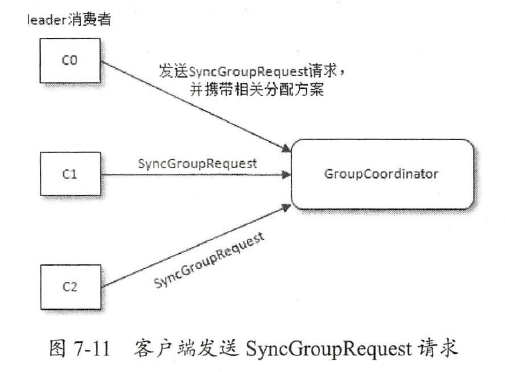 leader消费者
C0
发送SyncGroupRequest请求，
并携带相关分配方案
C1
SyncGroupRequest
GroupCoordinator
C2
SyncGroupRequest
图 7-11 客户端发送 SyncGroupRequest 请求